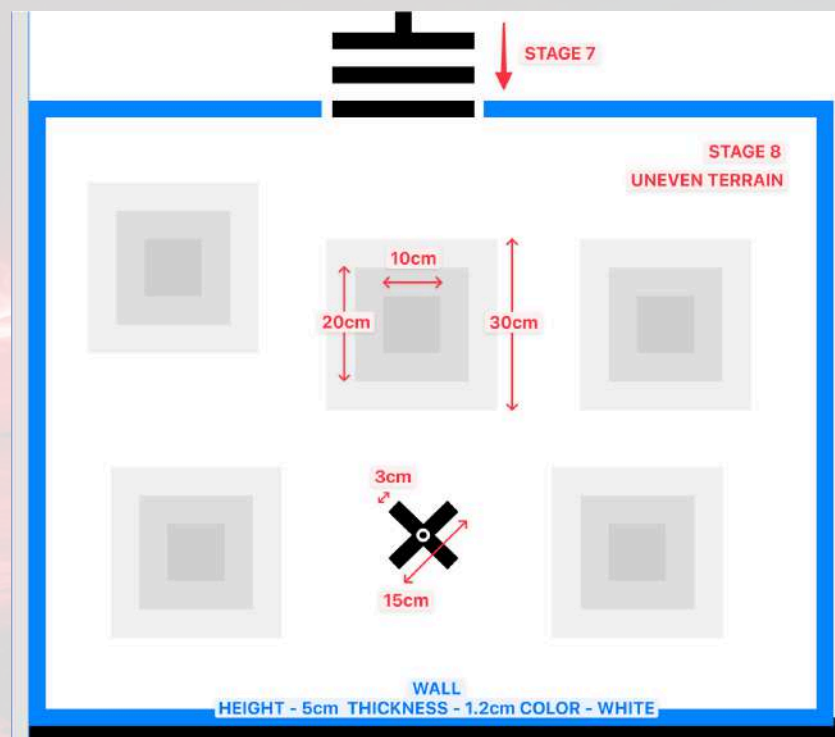 STAGE 7
STAGE 8
UNEVEN TERRAIN
10cm
20cm
30cm
3cm
15cm
WALL
HEIGHT - 5cm THICKNESS - 1.2cm COLOR - WHITE